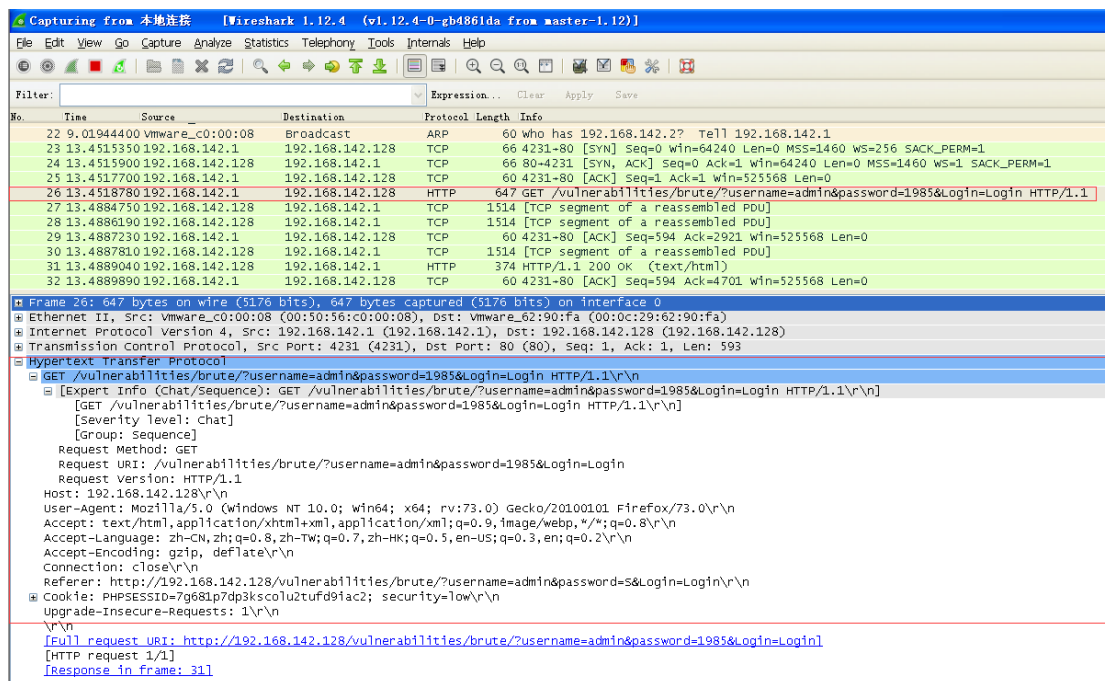 Capturing from 本地连接 [Wireshark 1.12.4 (v1.12.4-0-gb4861da from master-1.12)]
File Edit View Go Capture Analyze Statistics Telephony Tools Internals Help
Filter: Expression... Clear Apply Save
No. Time Source Destination Protocol Length Info
22 9.01944400 Vmware_c0:00:08 Broadcast ARP 60 who has 192.168.142.2? Tell 192.168.142.1
23 13.4515350 192.168.142.1 192.168.142.128 TCP 66 4231→80 [SYN] Seq=0 Win=64240 Len=0 MSS=1460 WS=256 SACK_PERM=1
24 13.4515900 192.168.142.128 192.168.142.1 TCP 66 80→4231 [SYN, ACK] Seq=0 Ack=1 Win=64240 Len=0 MSS=1460 WS=1 SACK_PERM=1
25 13.4517700 192.168.142.1 192.168.142.128 TCP 60 4231→80 [ACK] Seq=1 Ack=1 Win=525568 Len=0
26 13.4518780 192.168.142.1 192.168.142.128 HTTP 647 GET /vulnerabilities/brute/?username=admin&password=1985&Login=Login HTTP/1.1
27 13.4884750 192.168.142.128 192.168.142.1 TCP 1514 [TCP segment of a reassembled PDU]
28 13.4886190 192.168.142.128 192.168.142.1 TCP 1514 [TCP segment of a reassembled PDU]
29 13.4887230 192.168.142.1 192.168.142.128 TCP 60 4231→80 [ACK] Seq=594 Ack=2921 Win=525568 Len=0
30 13.4887810 192.168.142.128 192.168.142.1 TCP 1514 [TCP segment of a reassembled PDU]
31 13.4889040 192.168.142.128 192.168.142.1 HTTP 374 HTTP/1.1 200 OK (text/html)
32 13.4889890 192.168.142.1 192.168.142.128 TCP 60 4231→80 [ACK] Seq=594 Ack=4701 Win=525568 Len=0
Frame 26: 647 bytes on wire (5176 bits), 647 bytes captured (5176 bits) on interface 0
Ethernet II, Src: Vmware_c0:00:08 (00:50:56:c0:00:08), Dst: Vmware_62:90:fa (00:0c:29:62:90:fa)
Internet Protocol Version 4, Src: 192.168.142.1 (192.168.142.1), Dst: 192.168.142.128 (192.168.142.128)
Transmission Control Protocol, Src Port: 4231 (4231), Dst Port: 80 (80), Seq: 1, Ack: 1, Len: 593
Hypertext Transfer Protocol
GET /vulnerabilities/brute/?username=admin&password=1985&Login=Login HTTP/1.1\r\n
[Expert Info (Chat/Sequence): GET /vulnerabilities/brute/?username=admin&password=1985&Login=Login HTTP/1.1\r\n]
[GET /vulnerabilities/brute/?username=admin&password=1985&Login=Login HTTP/1.1\r\n]
[Severity level: Chat]
[Group: Sequence]
Request Method: GET
Request URI: /vulnerabilities/brute/?username=admin&password=1985&Login=Login
Request Version: HTTP/1.1
Host: 192.168.142.128\r\n
User-Agent: Mozilla/5.0 (Windows NT 10.0; Win64; x64; rv:73.0) Gecko/20100101 Firefox/73.0\r\n
Accept: text/html,application/xhtml+xml,application/xml;q=0.9,image/webp,*/*;q=0.8\r\n
Accept-Language: zh-CN,zh;q=0.8,zh-TW;q=0.7,zh-HK;q=0.5,en-US;q=0.3,en;q=0.2\r\n
Accept-Encoding: gzip, deflate\r\n
Connection: close\r\n
Referer: http://192.168.142.128/vulnerabilities/brute/?username=admin&password=S&Login=Login\r\n
Cookie: PHPSESSID=7g681p7dp3kscolu2tufd9iac2; security=low\r\n
Upgrade-Insecure-Requests: 1\r\n
\r\n
[Full request URI: http://192.168.142.128/vulnerabilities/brute/?username=admin&password=1985&Login=Login]
[HTTP request 1/1]
[Response in frame: 31]